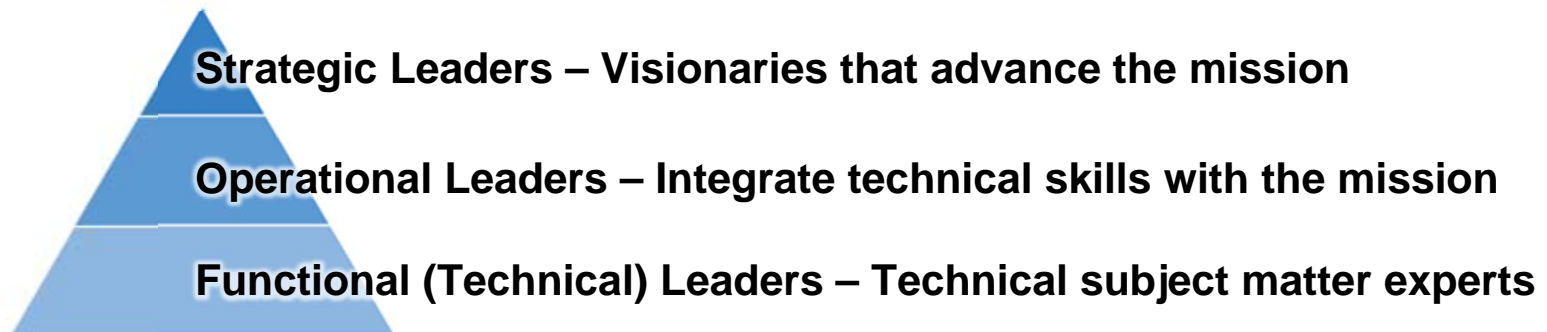 Strategic Leaders – Visionaries that advance the mission
Operational Leaders – Integrate technical skills with the mission
Functional (Technical) Leaders – Technical subject matter experts